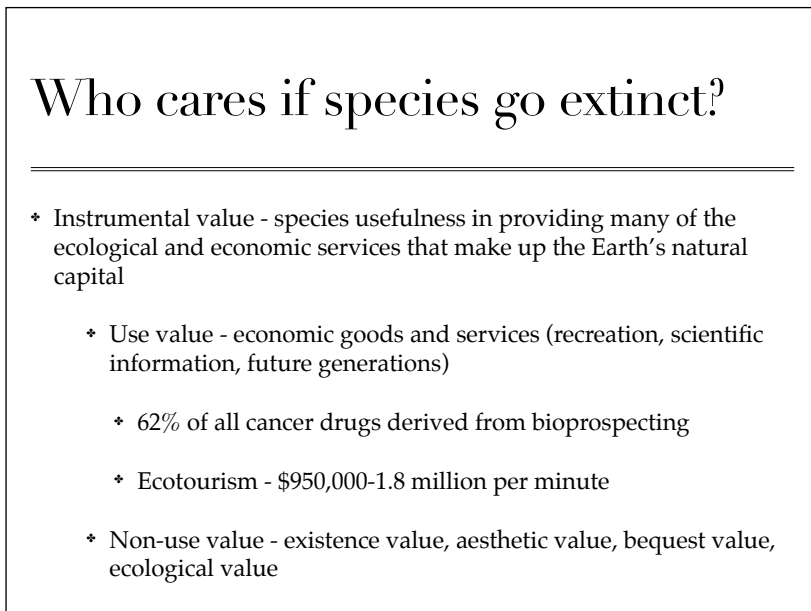 Who cares if species go extinct?
✤ Instrumental value - species usefulness in providing many of the
ecological and economic services that make up the Earth’s natural
capital
✤ Use value - economic goods and services (recreation, scientific
information, future generations)
✤ 62% of all cancer drugs derived from bioprospecting
✤ Ecotourism - $950,000-1.8 million per minute
✤ Non-use value - existence value, aesthetic value, bequest value,
ecological value